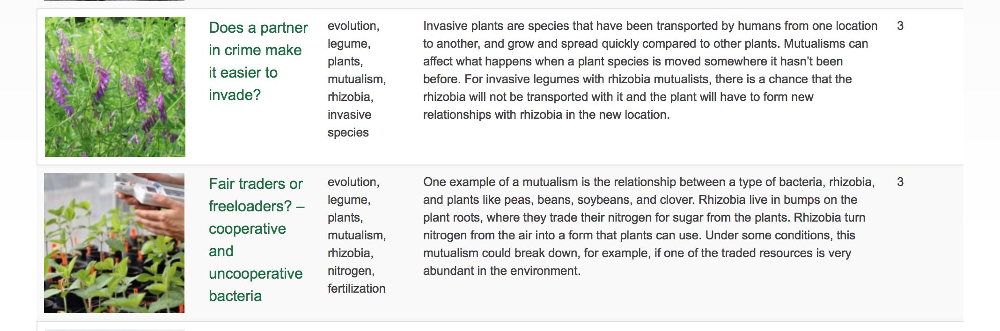 Does a partner
in crime make
it easier to
invade?
evolution,
legume,
plants,
mutualism,
rhizobia,
invasive
species
Invasive plants are species that have been transported by humans from one location
to another, and grow and spread quickly compared to other plants. Mutualisms can
affect what happens when a plant species is moved somewhere it hasn’t been
before. For invasive legumes with rhizobia mutualists, there is a chance that the
rhizobia will not be transported with it and the plant will have to form new
relationships with rhizobia in the new location.
3
Fair traders or
freeloaders? –
cooperative
and
uncooperative
bacteria
evolution,
legume,
plants,
mutualism,
rhizobia,
nitrogen,
fertilization
One example of a mutualism is the relationship between a type of bacteria, rhizobia,
and plants like peas, beans, soybeans, and clover. Rhizobia live in bumps on the
plant roots, where they trade their nitrogen for sugar from the plants. Rhizobia turn
nitrogen from the air into a form that plants can use. Under some conditions, this
mutualism could break down, for example, if one of the traded resources is very
abundant in the environment.
3